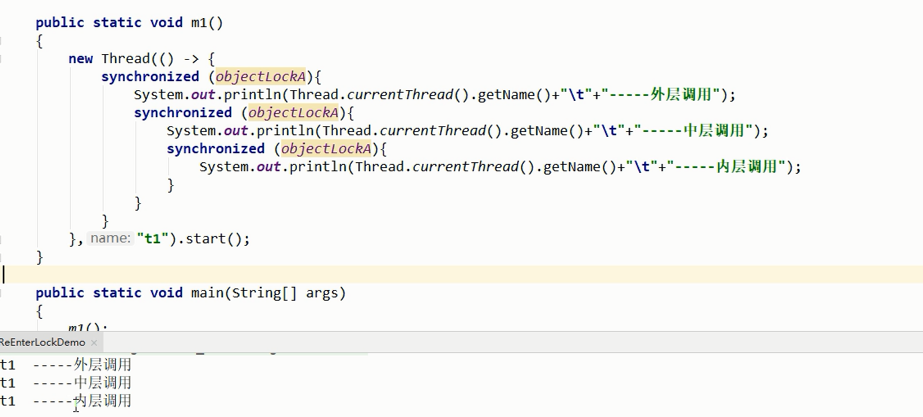 public static void m1()
{
new Thread(() -> {
synchronized (objectLockA){
System.out.println(Thread.currentThread().getName()+"\t"+"-----外层调用");
synchronized (objectLockA){
System.out.println(Thread.currentThread().getName()+"\t"+"-----中层调用");
synchronized (objectLockA){
System.out.println(Thread.currentThread().getName()+"\t"+"-----内层调用");
}
}
}
}, name: "t1").start();
}
public static void main(String[] args)
{
m1();
ReEnterLockDemo ×
t1 -----外层调用
t1 -----中层调用
t1 -----内层调用